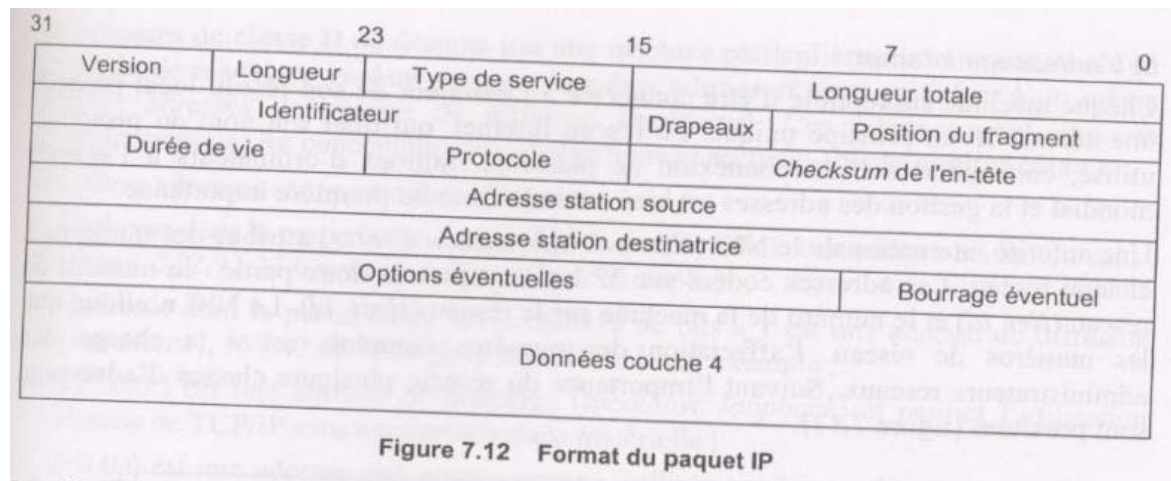 31 23 15 7 0
Version Longueur Type de service Longueur totale
Identificateur Drapeaux Position du fragment
Durée de vie Protocole Checksum de l'en-tête
Adresse station source
Adresse station destinatrice
Options éventuelles Bourrage éventuel
Données couche 4
Figure 7.12 Format du paquet IP